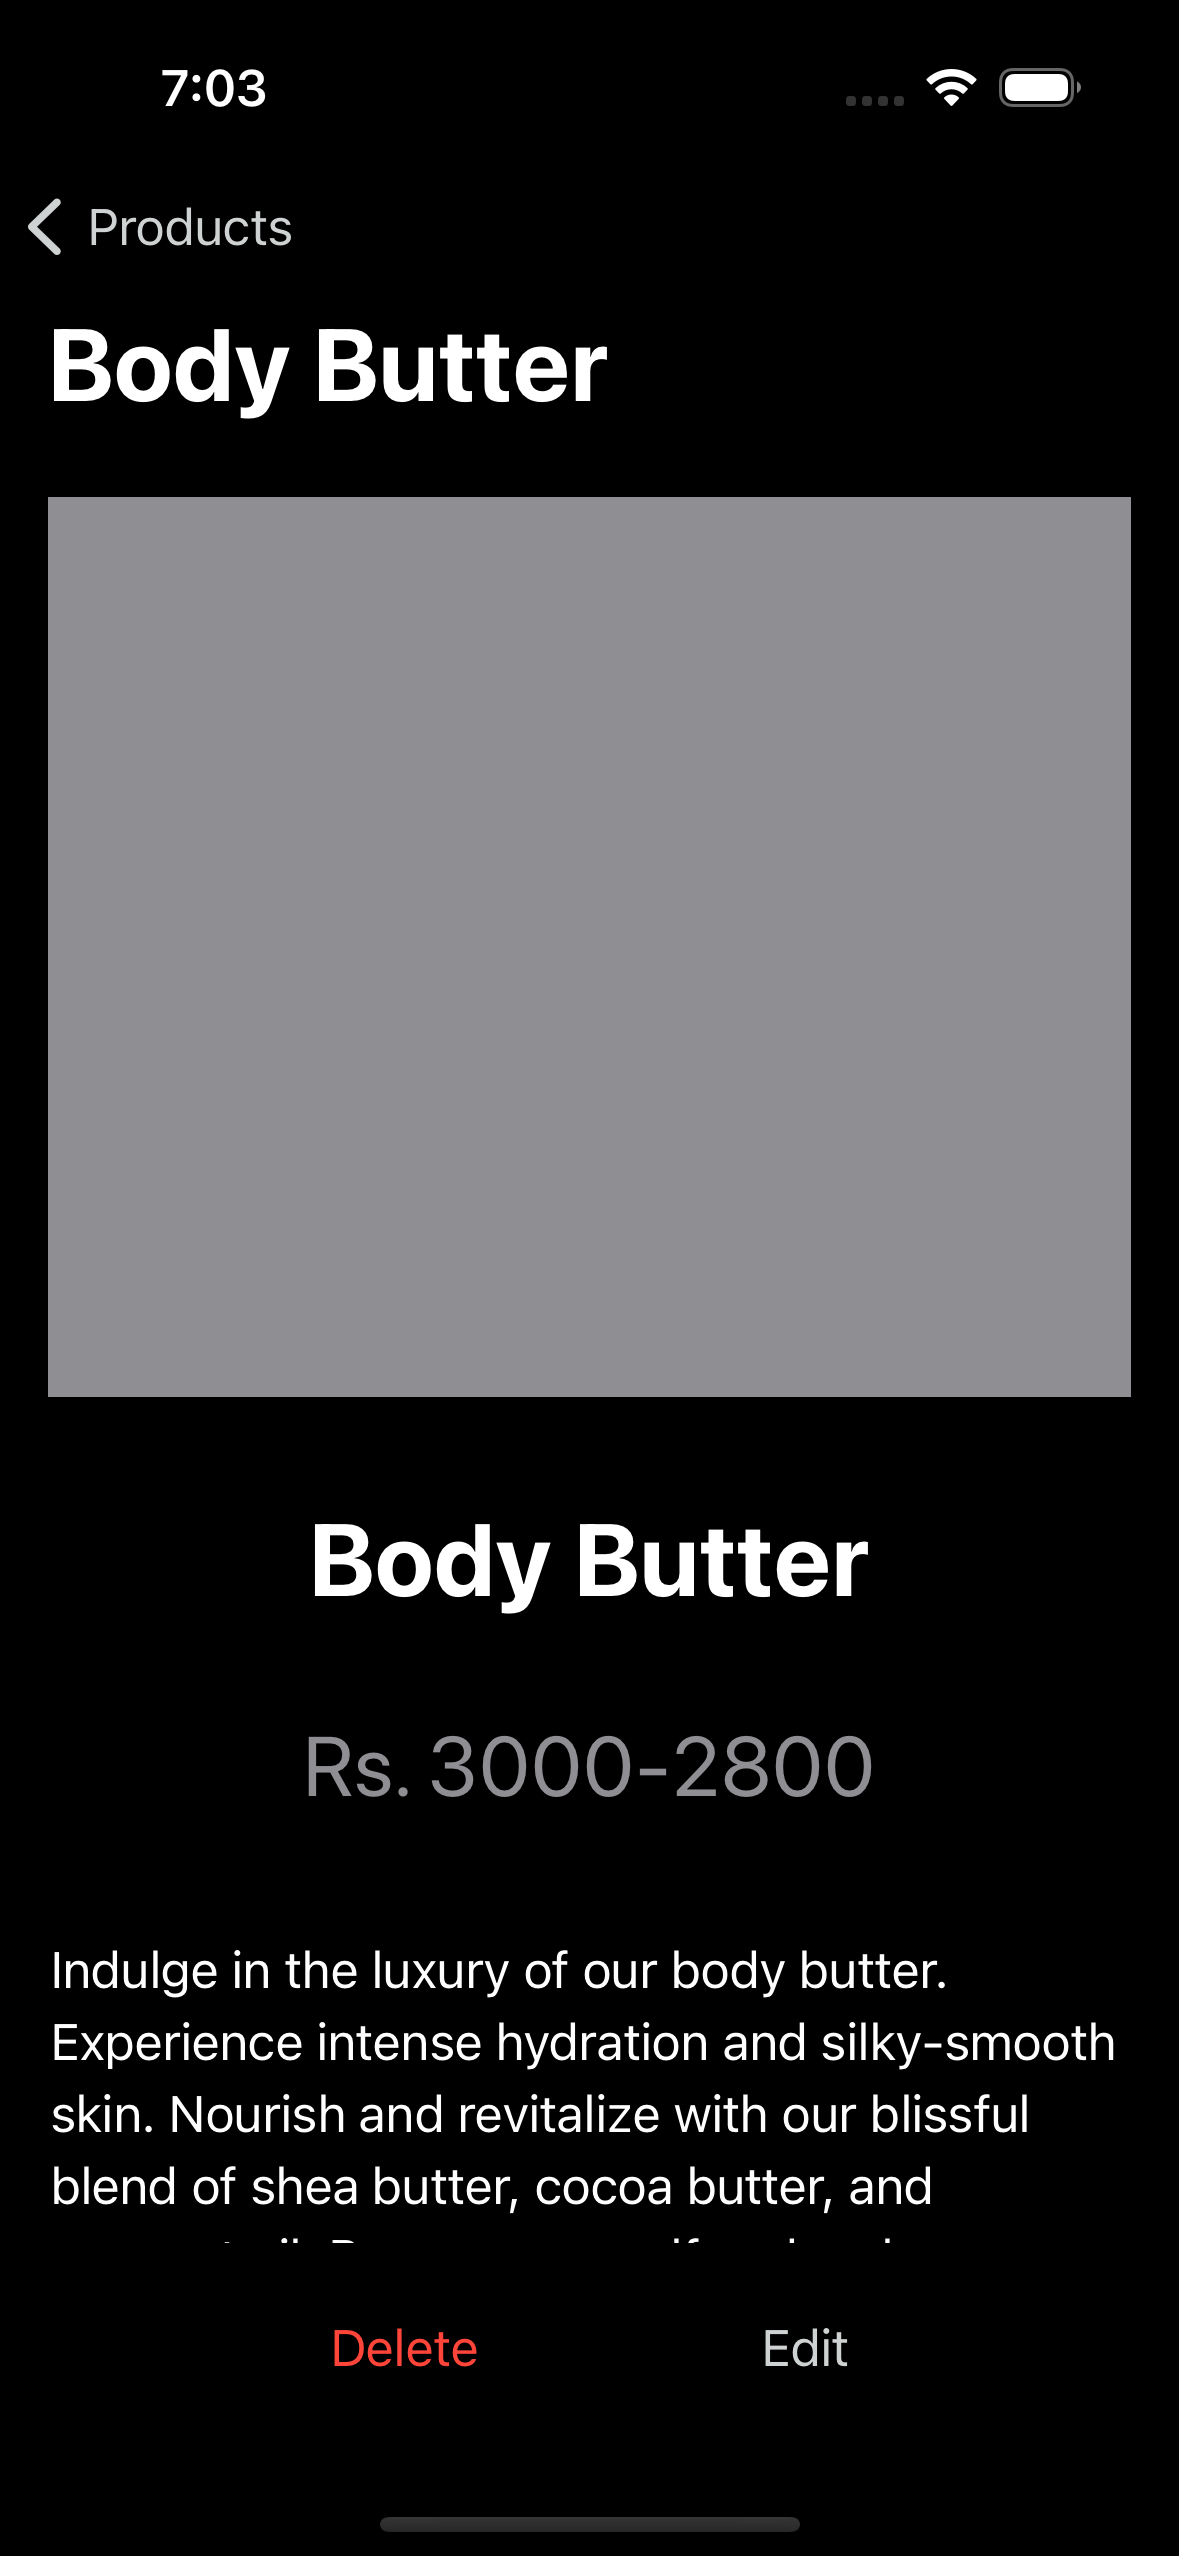 7:03
Products
Body Butter
Body Butter
Rs. 3000-2800
Indulge in the luxury of our body butter.
Experience intense hydration and silky-smooth
skin. Nourish and revitalize with our blissful
blend of shea butter, cocoa butter, and
Delete
Edit